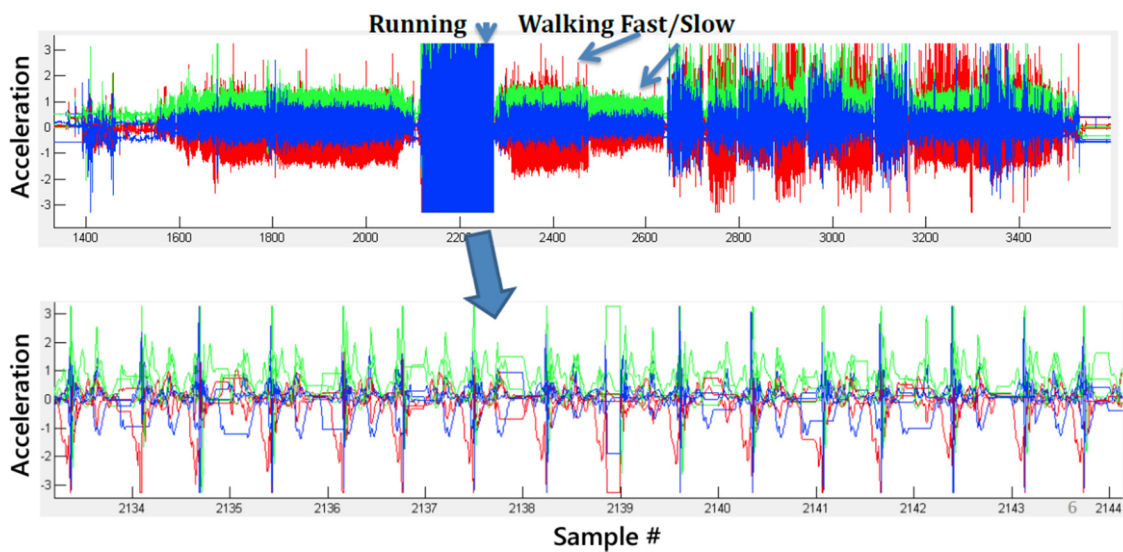 Running Walking Fast/Slow
Acceleration
3
2
1
0
-1
-2
-3
1400 1600 1800 2000 2200 2400 2600 2800 3000 3200 3400
Acceleration
3
2
1
0
-1
-2
-3
2134 2135 2136 2137 2138 2139 2140 2141 2142 2143 6 2144
Sample #